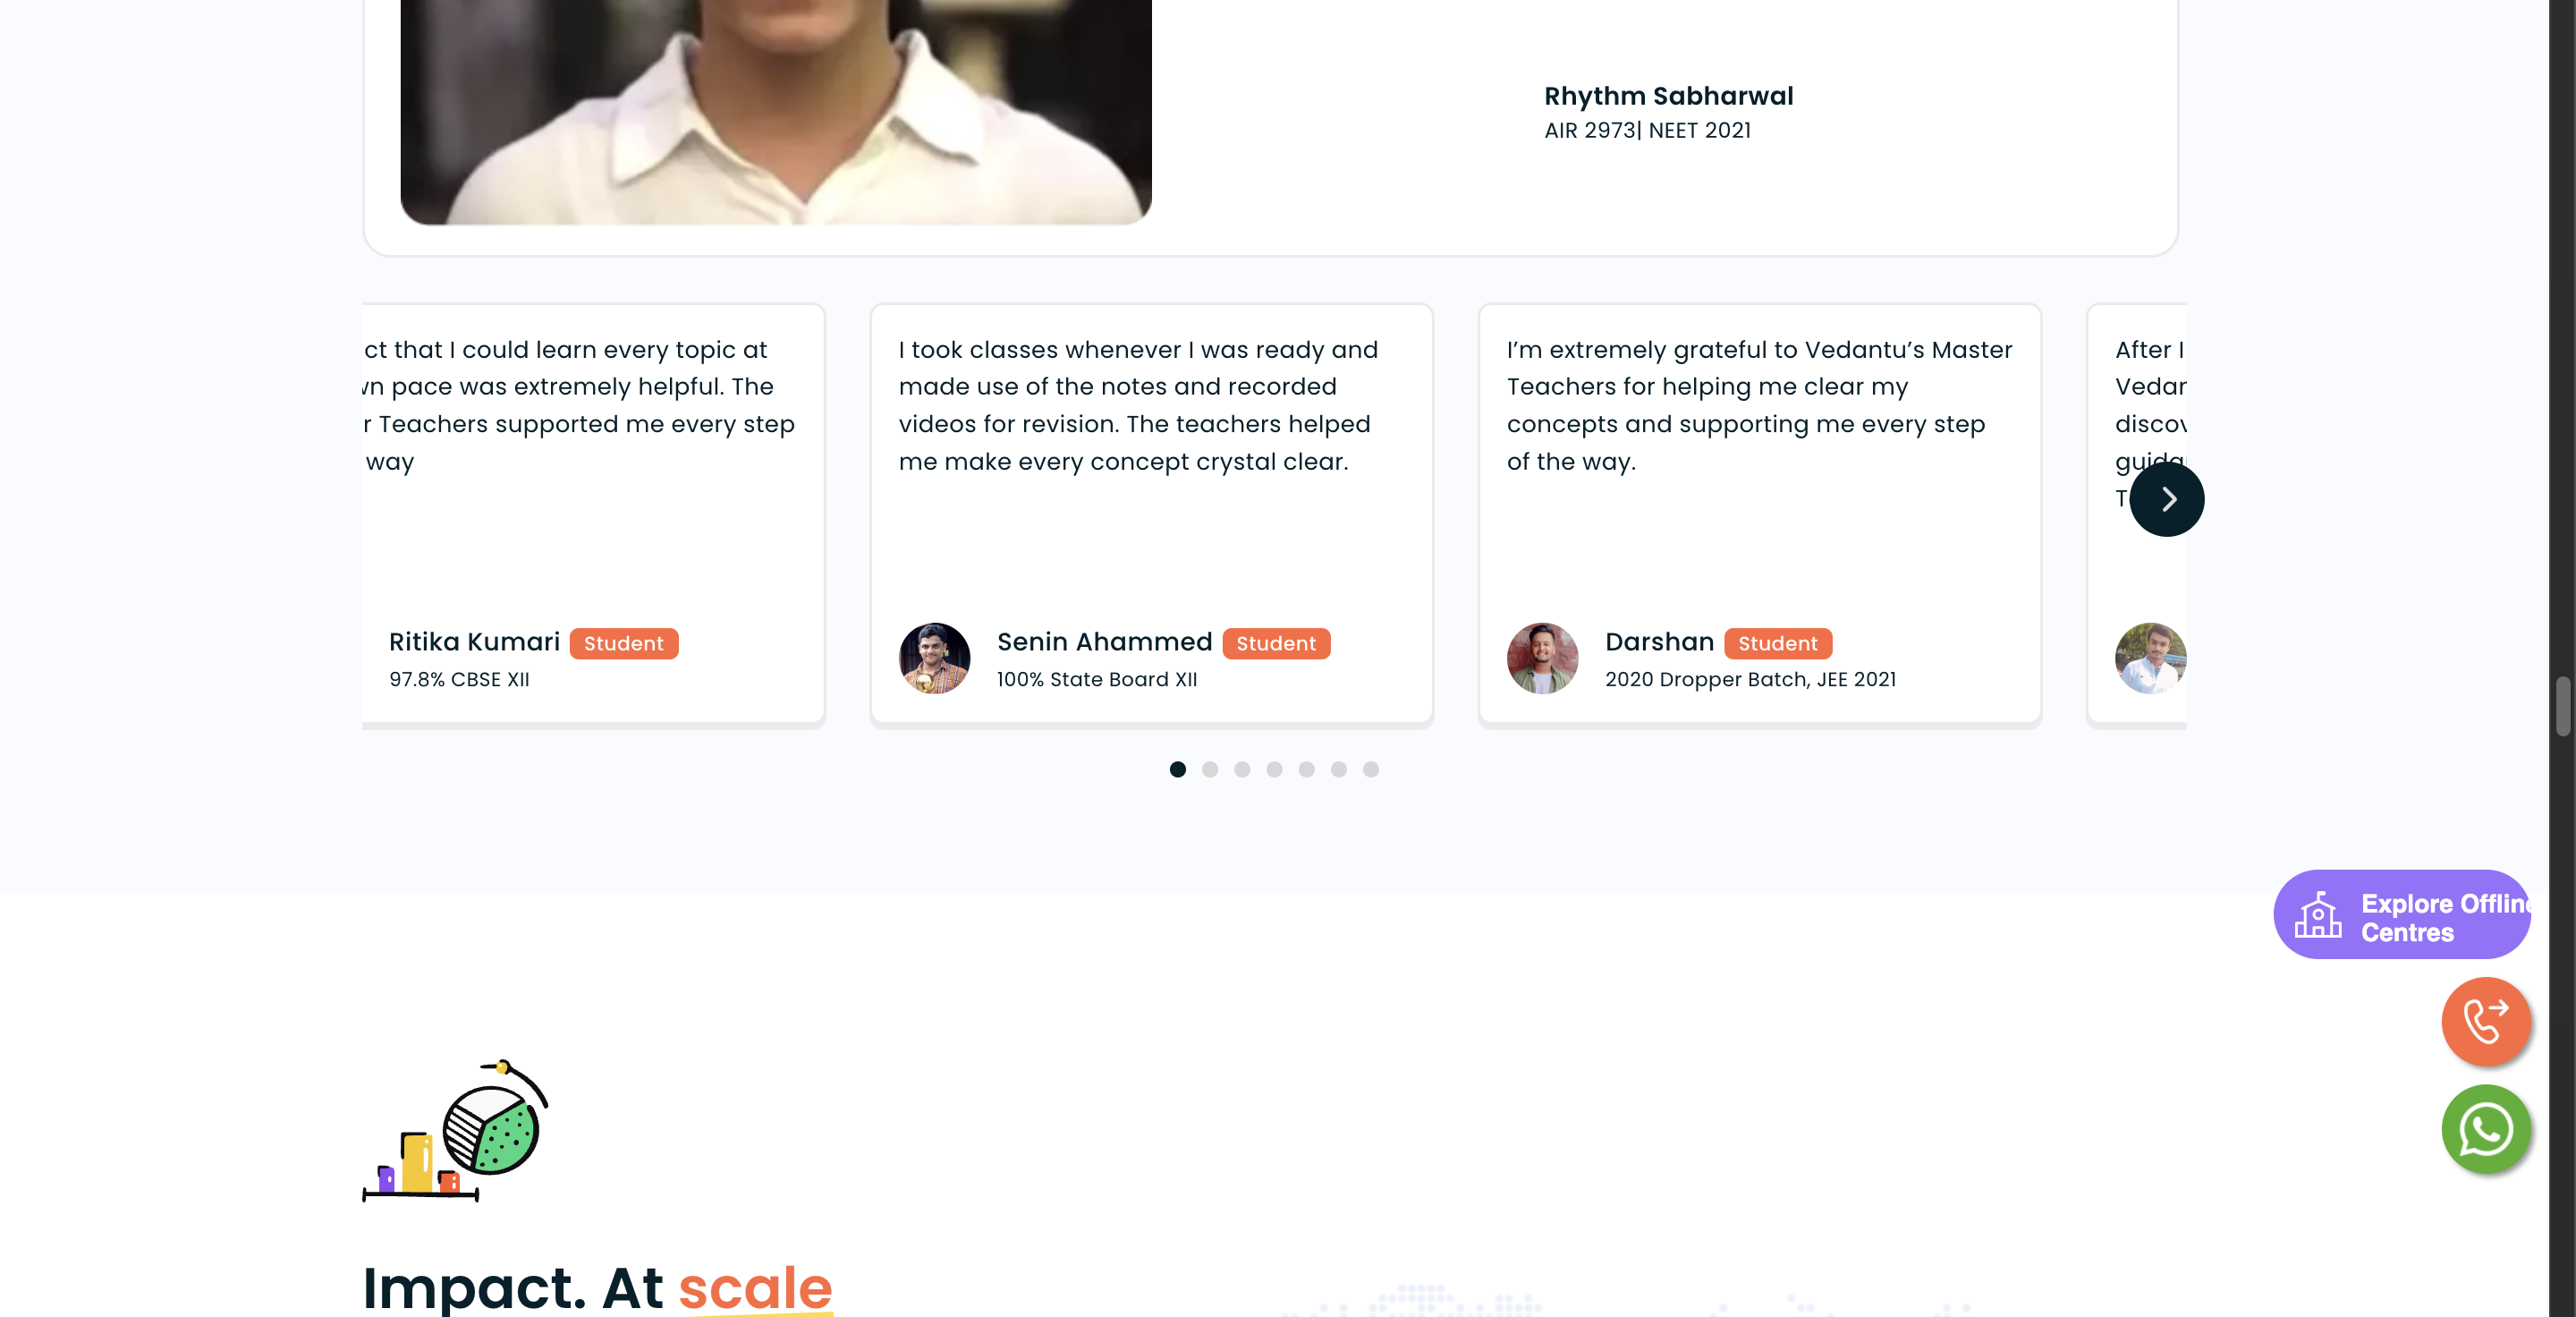 Rhythm Sabharwal
AIR 2973| NEET 2021
ct that I could learn every topic at
wn pace was extremely helpful. The
r Teachers supported me every step
way
Ritika Kumari Student
97.8% CBSE XII
I took classes whenever I was ready and
made use of the notes and recorded
videos for revision. The teachers helped
me make every concept crystal clear.
Senin Ahammed Student
100% State Board XII
I’m extremely grateful to Vedantu’s Master
Teachers for helping me clear my
concepts and supporting me every step
of the way.
Darshan Student
2020 Dropper Batch, JEE 2021
After I
Vedan
discov
guidan
T
Explore Offline
Centres
Impact. At scale